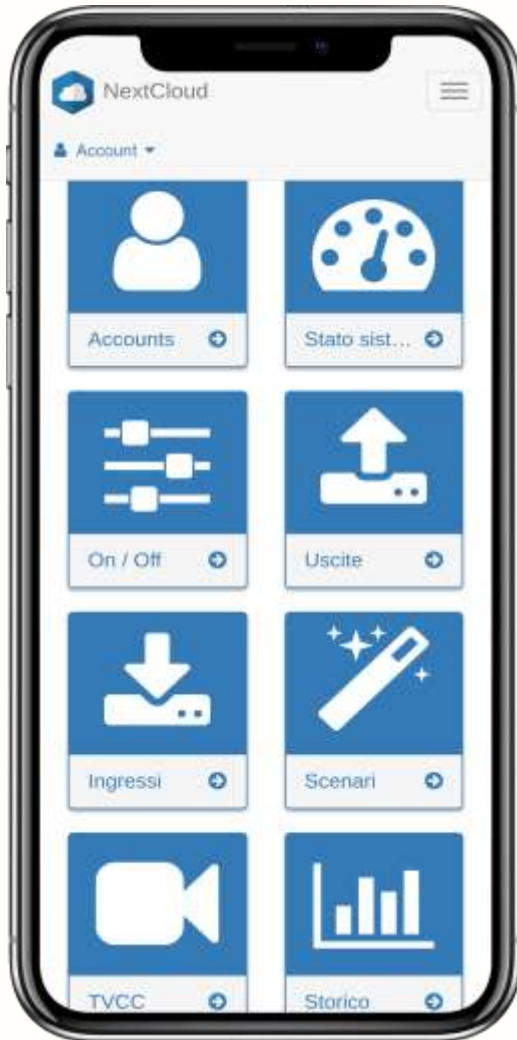 NextCloud
Account
Accounts
Stato sist...
On / Off
Uscite
Ingressi
Scenari
TVCC
Storico